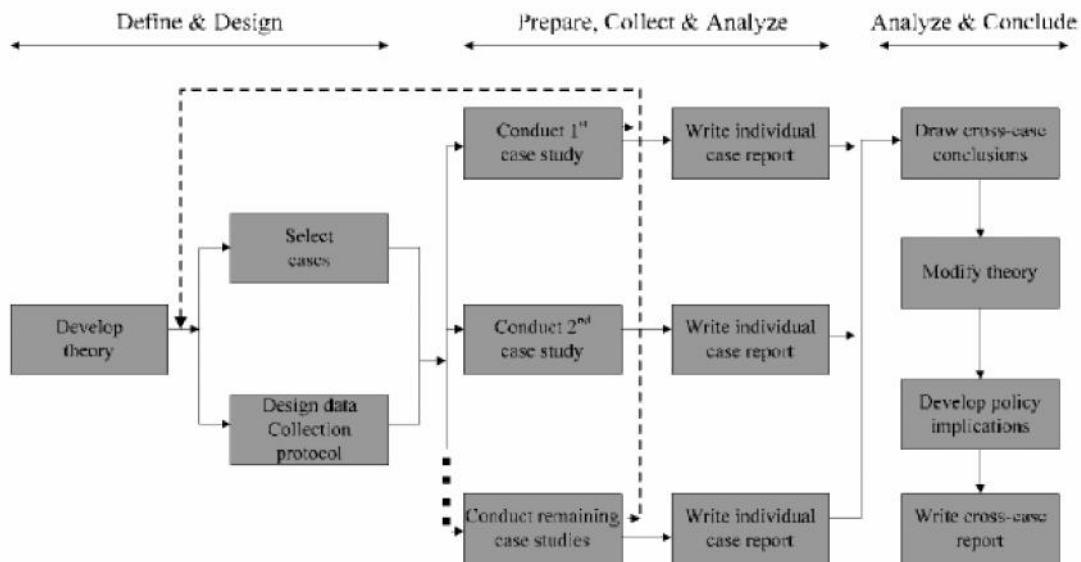 Define & Design
Prepare, Collect & Analyze
Analyze & Conclude
Develop
theory
Select
cases
Design data
Collection
protocol
Conduct 1st
case study
Write individual
case report
Conduct 2nd
case study
Write individual
case report
Conduct remaining
case studies
Write individual
case report
Draw cross-case
conclusions
Modify theory
Develop policy
implications
Write cross-case
report